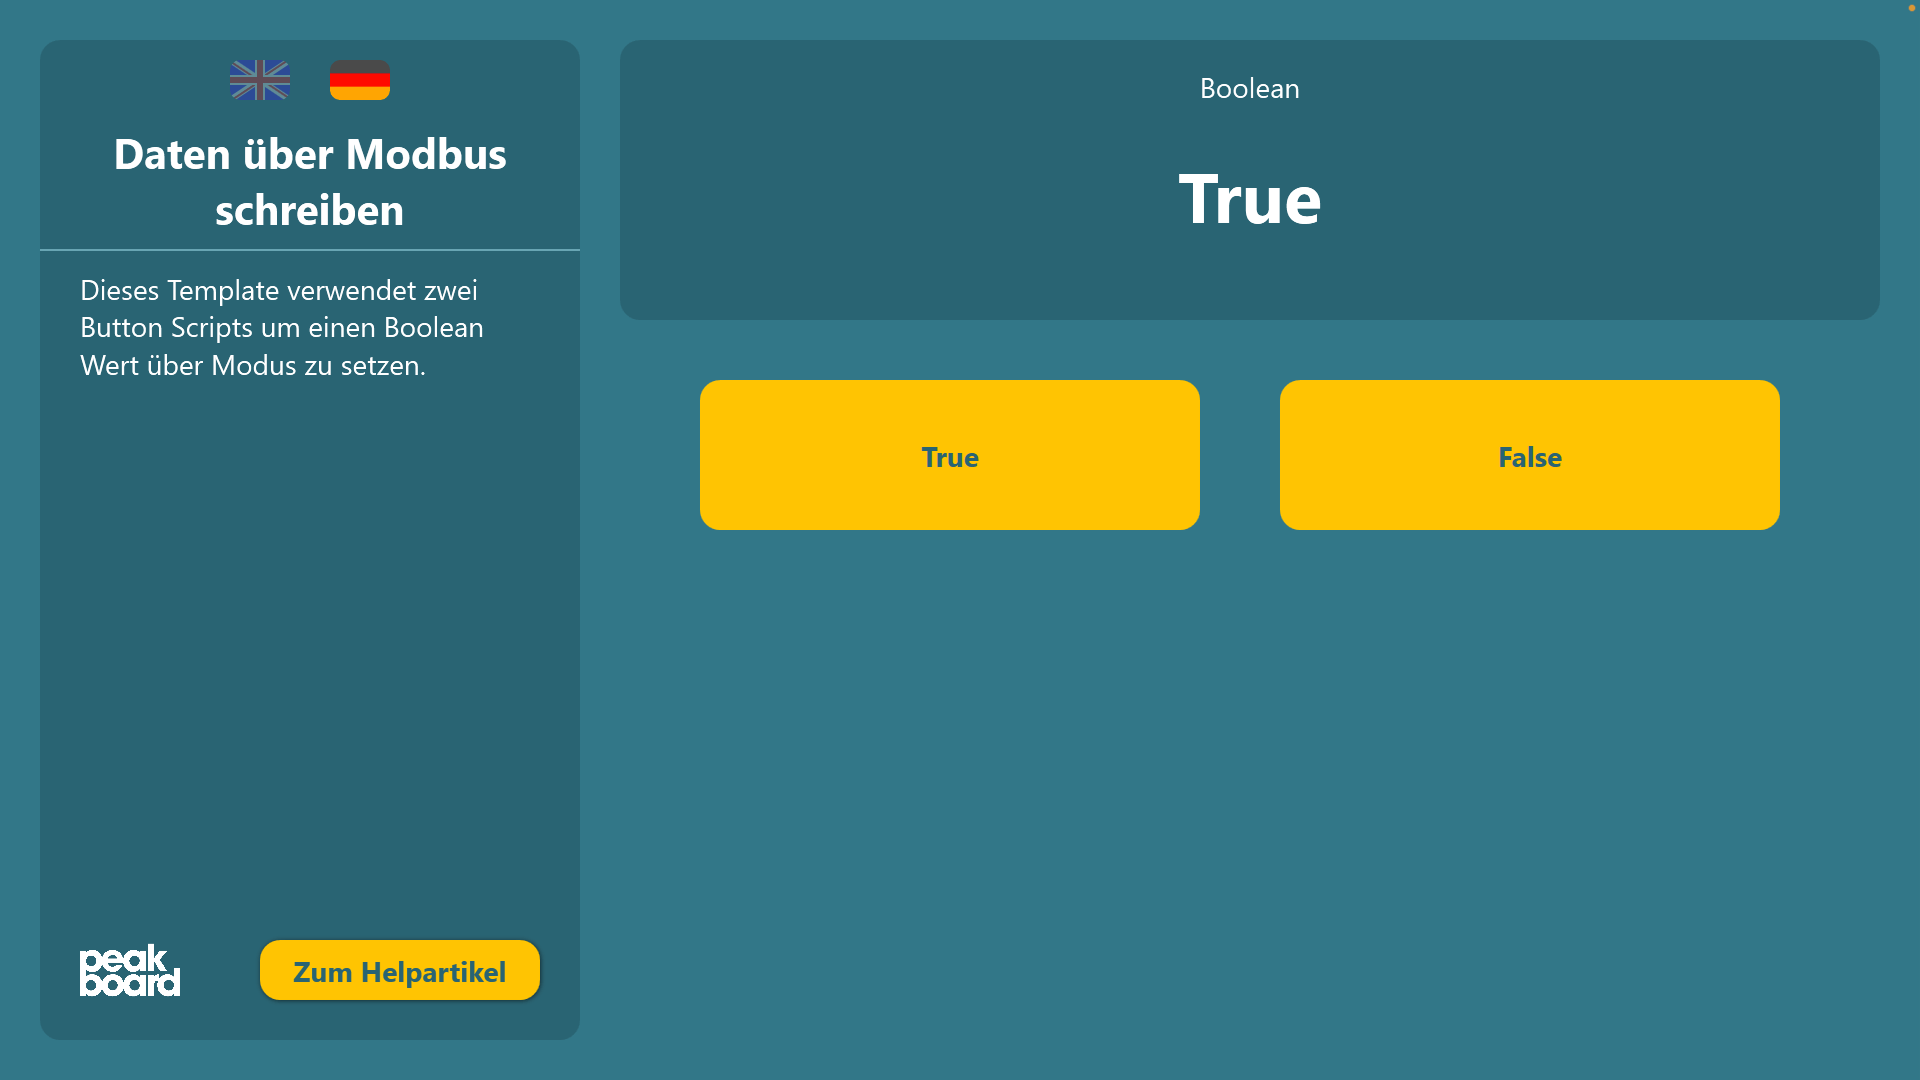 Daten über Modbus
schreiben
Dieses Template verwendet zwei
Button Scripts um einen Boolean
Wert über Modus zu setzen.
peak
board
Zum Helpartikel
Boolean
True
True
False